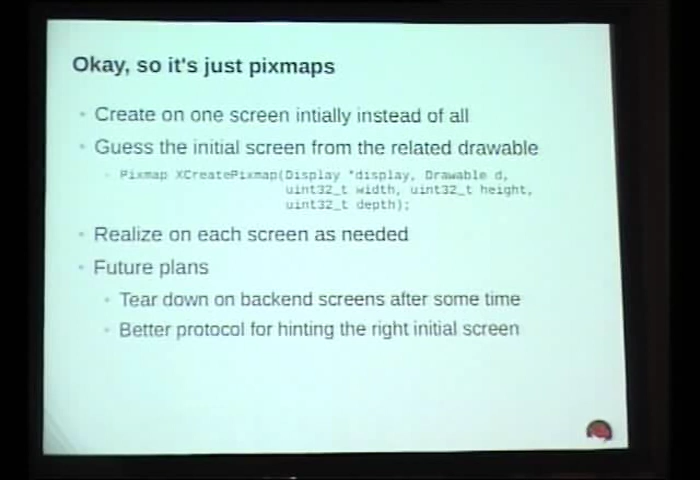 Okay, so it's just pixmaps
Create on one screen intially instead of all
Guess the initial screen from the related drawable
Pixmap XCreatePixmap(Display *display, Drawable d,
uint32_t width, uint32_t height,
uint32_t depth);
Realize on each screen as needed
Future plans
Tear down on backend screens after some time
Better protocol for hinting the right initial screen